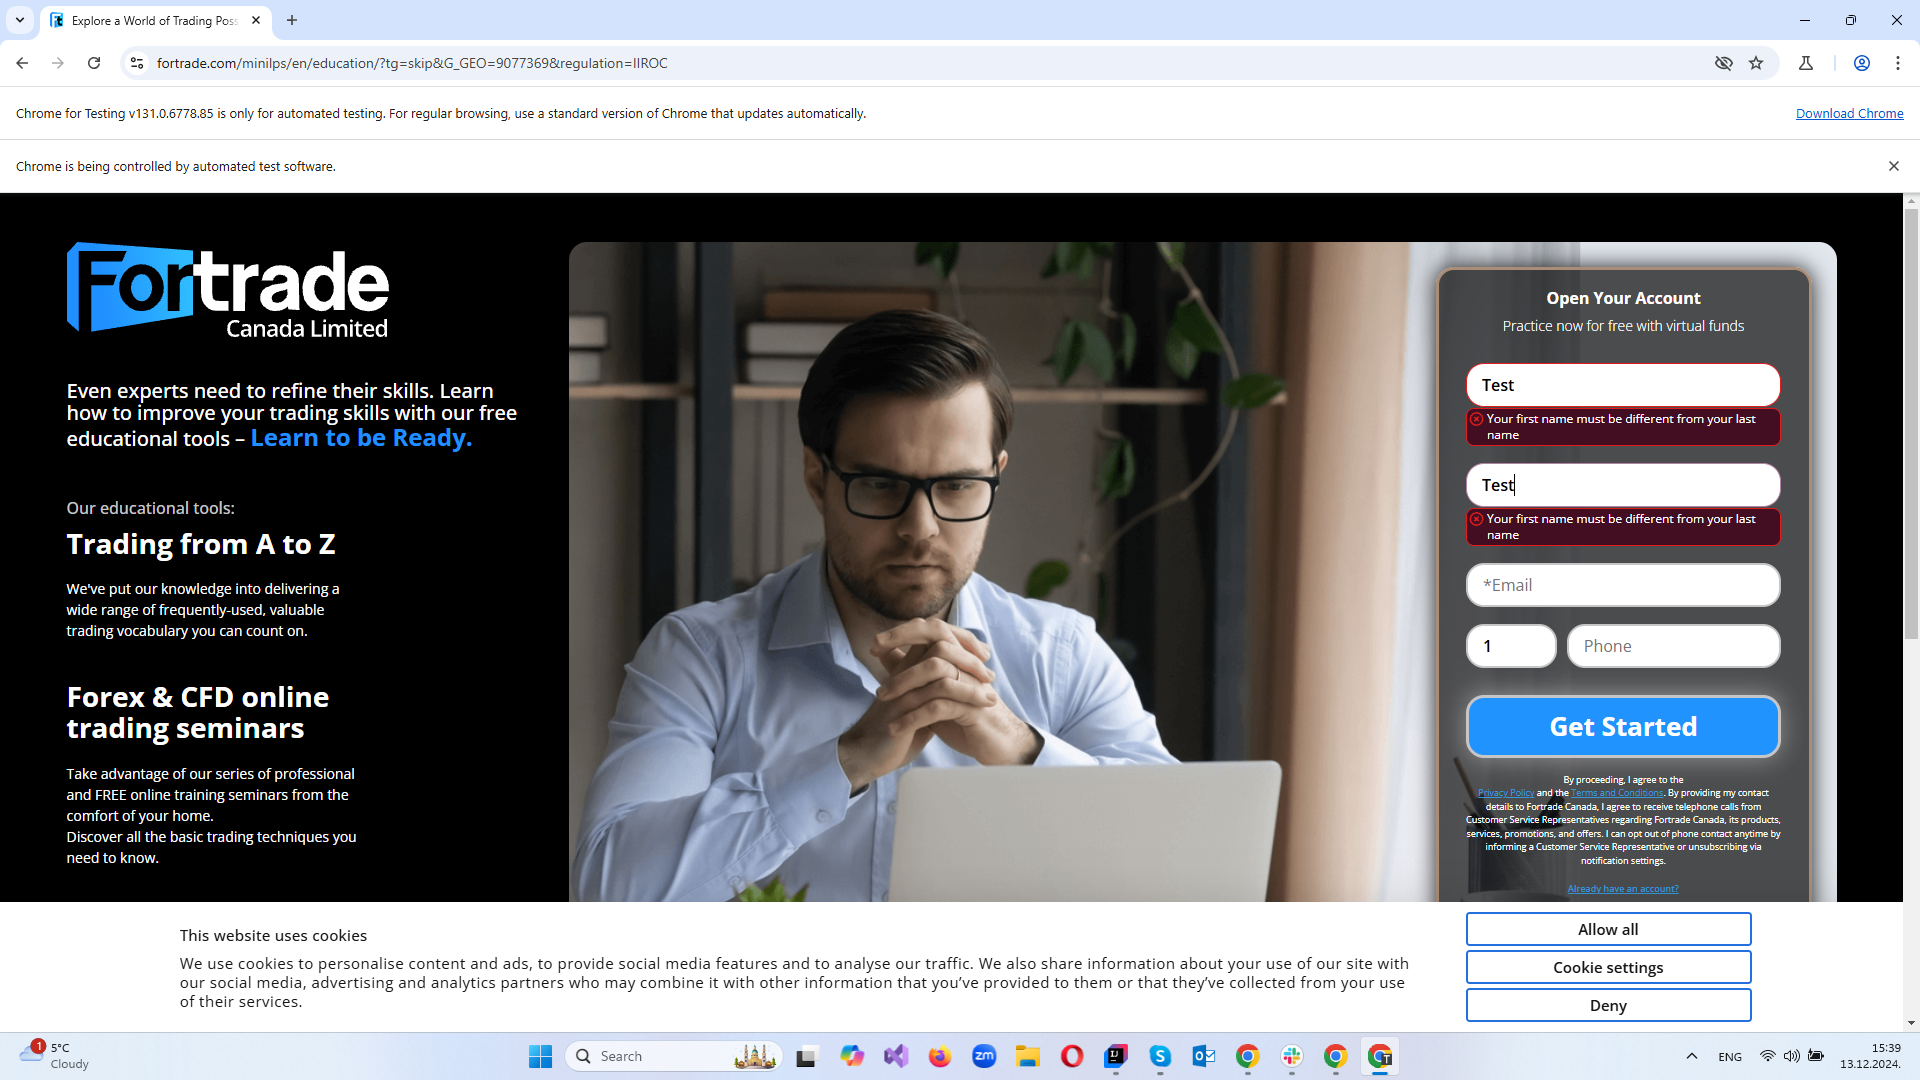 Explore a World of Trading Poss
fortrade.com/minilps/en/education/?tg=skip&G_GEO=9077369&regulation=IIROC
Chrome for Testing v131.0.6778.85 is only for automated testing. For regular browsing, use a standard version of Chrome that updates automatically.
Download Chrome
Chrome is being controlled by automated test software.
Fortrade
Canada Limited
Even experts need to refine their skills. Learn
how to improve your trading skills with our free
educational tools – Learn to be Ready.
Our educational tools:
Trading from A to Z
We've put our knowledge into delivering a
wide range of frequently-used, valuable
trading vocabulary you can count on.
Forex & CFD online
trading seminars
Take advantage of our series of professional
and FREE online training seminars from the
comfort of your home.
Discover all the basic trading techniques you
need to know.
Open Your Account
Practice now for free with virtual funds
Test
Your first name must be different from your last
name
Test
Your first name must be different from your last
name
*Email
1
Phone
Get Started
By proceeding, I agree to the
Privacy Policy and the Terms and Conditions. By providing my contact
details to Fortrade Canada, I agree to receive telephone calls from
Customer Service Representatives regarding Fortrade Canada, its products,
services, promotions, and offers. I can opt out of phone contact anytime by
informing a Customer Service Representative or unsubscribing via
notification settings.
Already have an account?
This website uses cookies
We use cookies to personalise content and ads, to provide social media features and to analyse our traffic. We also share information about your use of our site with
our social media, advertising and analytics partners who may combine it with other information that you've provided to them or that they've collected from your use
of their services.
Allow all
Cookie settings
Deny
1
5°C
Cloudy
Search
zm
ENG
15:39
13.12.2024.